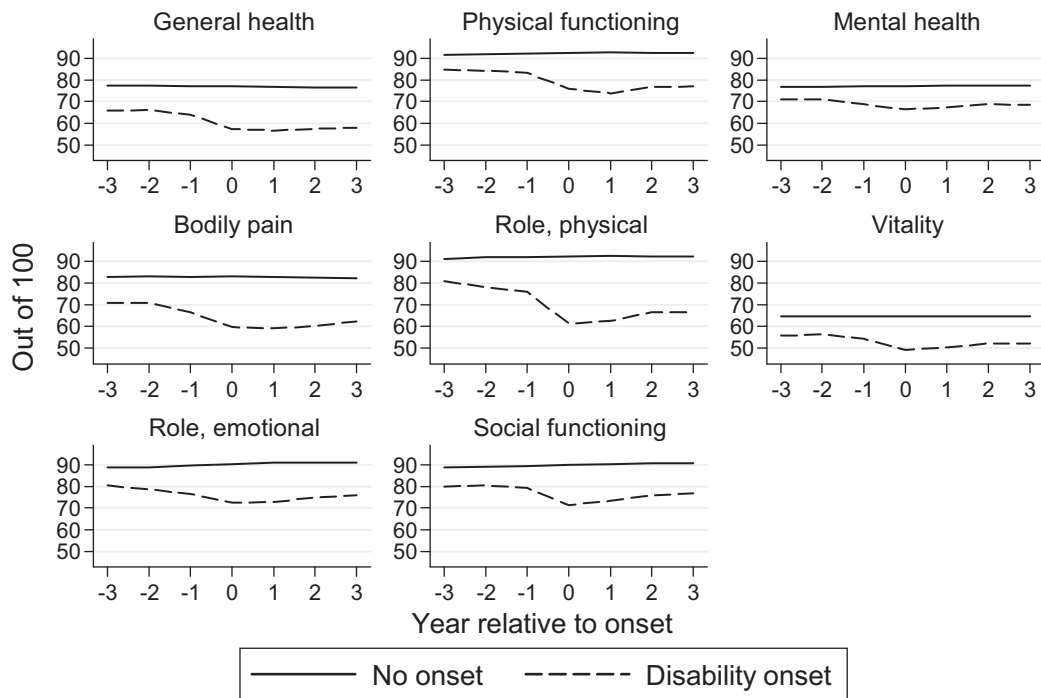 General health
Physical functioning
Mental health
90
80
70
60
50
-3 -2 -1 0 1 2 3
90
80
70
60
50
-3 -2 -1 0 1 2 3
90
80
70
60
50
-3 -2 -1 0 1 2 3
Out of 100
Bodily pain
Role, physical
Vitality
90
80
70
60
50
-3 -2 -1 0 1 2 3
90
80
70
60
50
-3 -2 -1 0 1 2 3
90
80
70
60
50
-3 -2 -1 0 1 2 3
Role, emotional
Social functioning
90
80
70
60
50
-3 -2 -1 0 1 2 3
90
80
70
60
50
-3 -2 -1 0 1 2 3
Year relative to onset
No onset
Disability onset